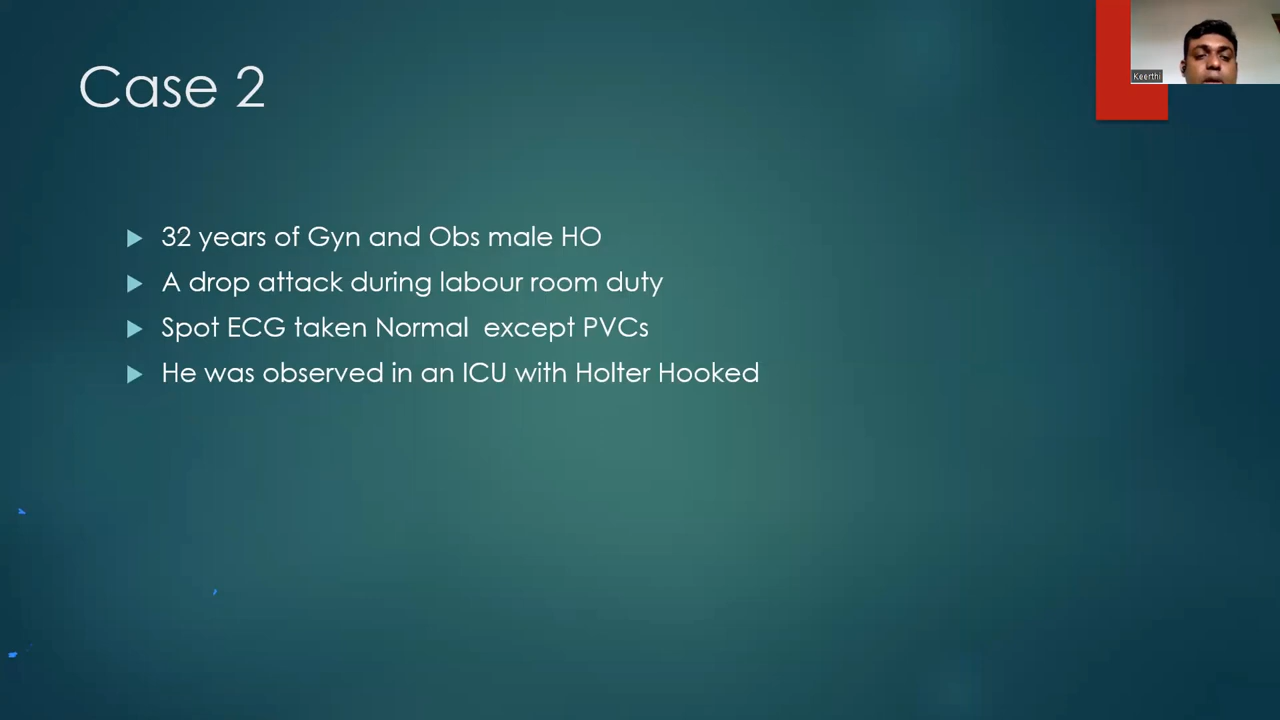 Case 2
Keerthi
32 years of Gyn and Obs male HO
A drop attack during labour room duty
Spot ECG taken Normal except PVCs
He was observed in an ICU with Holter Hooked